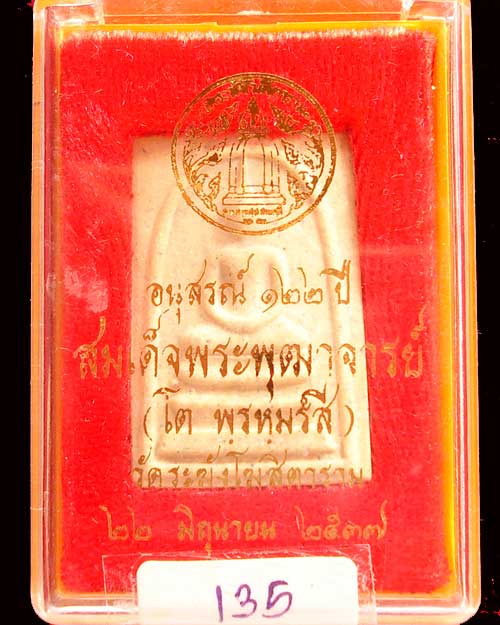 อนุสรณ์ ๑๒๒ ปี
สมเด็จพระพุฒาจารย์
(โต พฺรหฺมรํสี)
วัดระฆังโฆสิตาราม
๒๒ มิถุนายน ๒๕๓๗
135